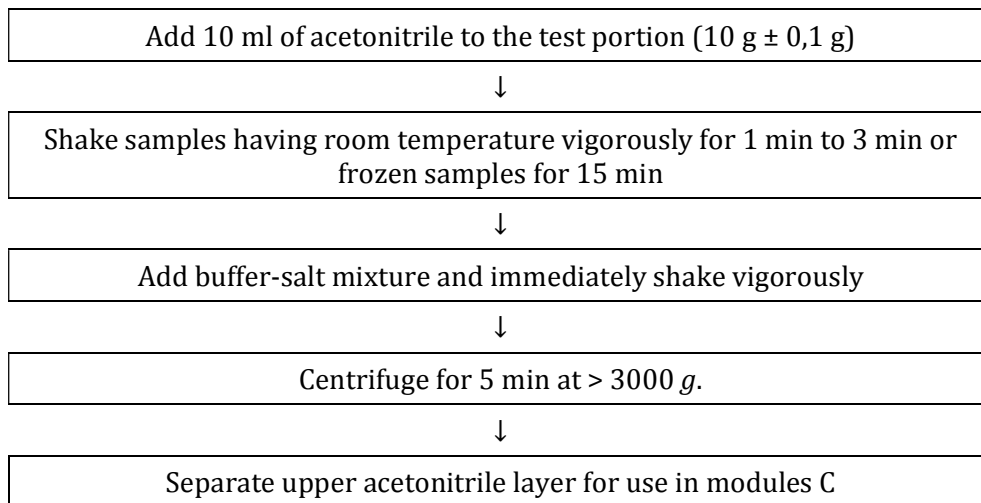 Add 10 ml of acetonitrile to the test portion (10 g ± 0,1 g)
↓
Shake samples having room temperature vigorously for 1 min to 3 min or
frozen samples for 15 min
↓
Add buffer-salt mixture and immediately shake vigorously
↓
Centrifuge for 5 min at > 3000 g.
↓
Separate upper acetonitrile layer for use in modules C